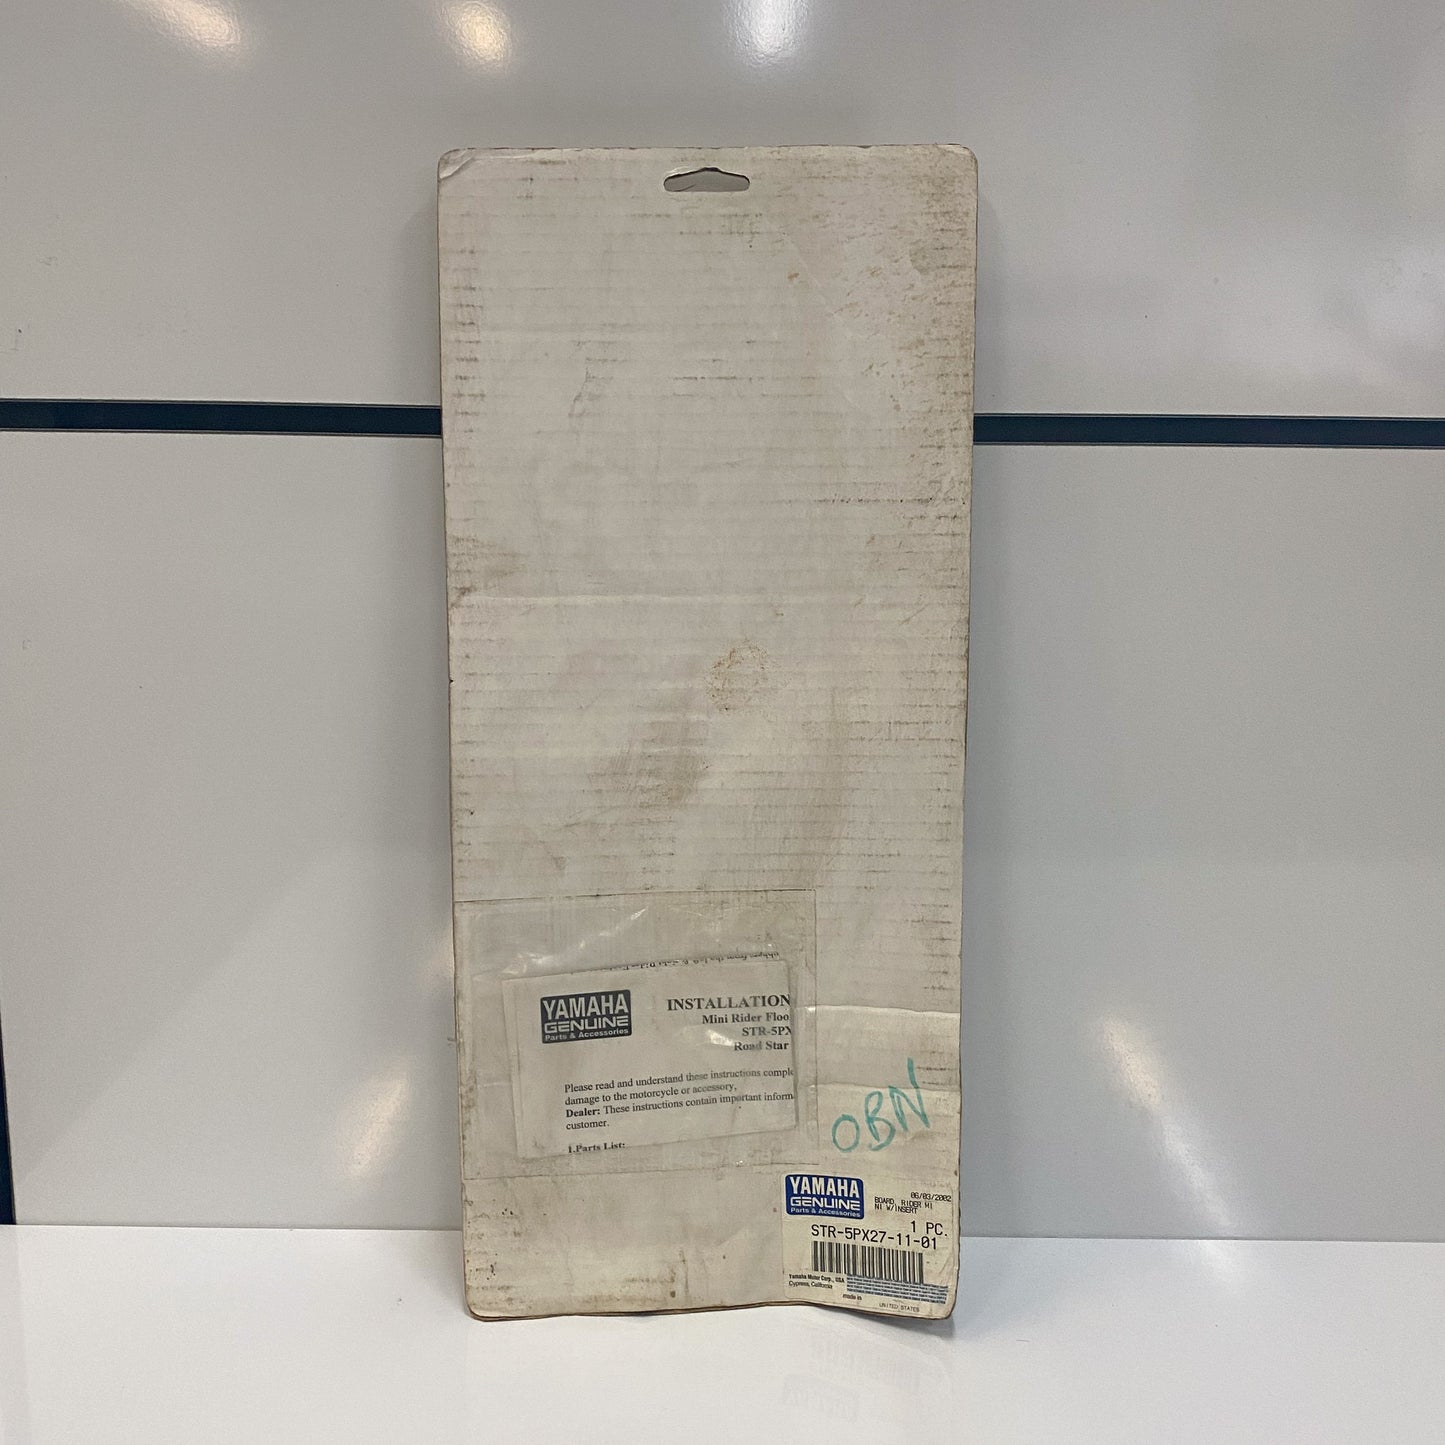 YAMAHA
GENUINE
Parts & Accessories
INSTALLATION
Mini Rider Floo
STR-5PX
Road Star
Please read and understand these instructions comple
damage to the motorcycle or accessory,
Dealer: These instructions contain important inform
customer.
1.Parts List:
OBN
YAMAHA
GENUINE
Parts & Accessories
06/03/2002
BOARD, RIDER MI
NI W/INSERT
1 PC.
STR-5PX27-11-01
Yamaha Motor Corp., USA
Cypress, California
made in
UNITED STATES